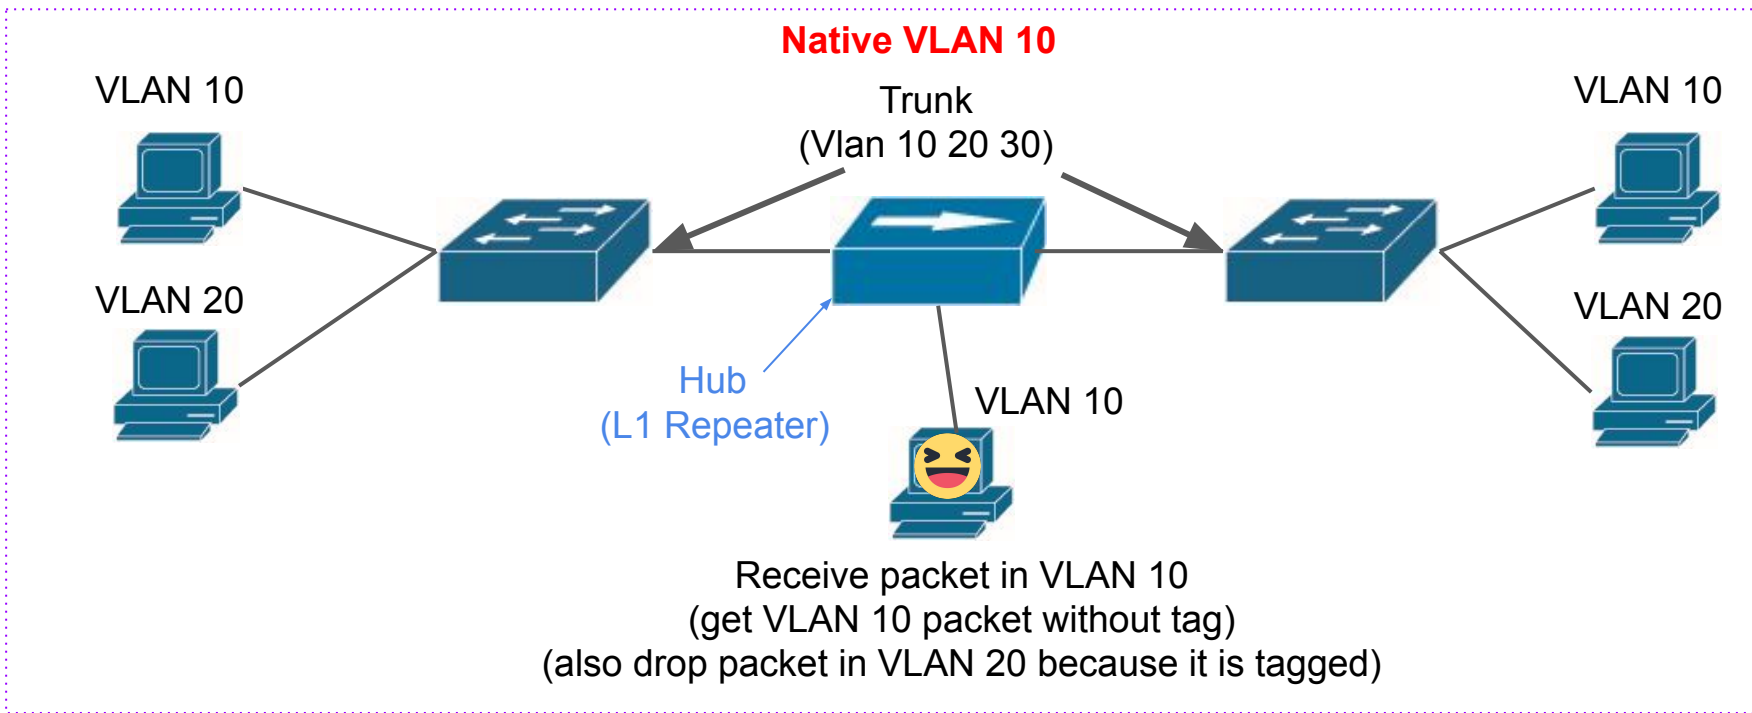 Native VLAN 10
VLAN 10
Trunk
(Vlan 10 20 30)
VLAN 10
VLAN 20
VLAN 20
Hub
(L1 Repeater)
VLAN 10
Receive packet in VLAN 10
(get VLAN 10 packet without tag)
(also drop packet in VLAN 20 because it is tagged)